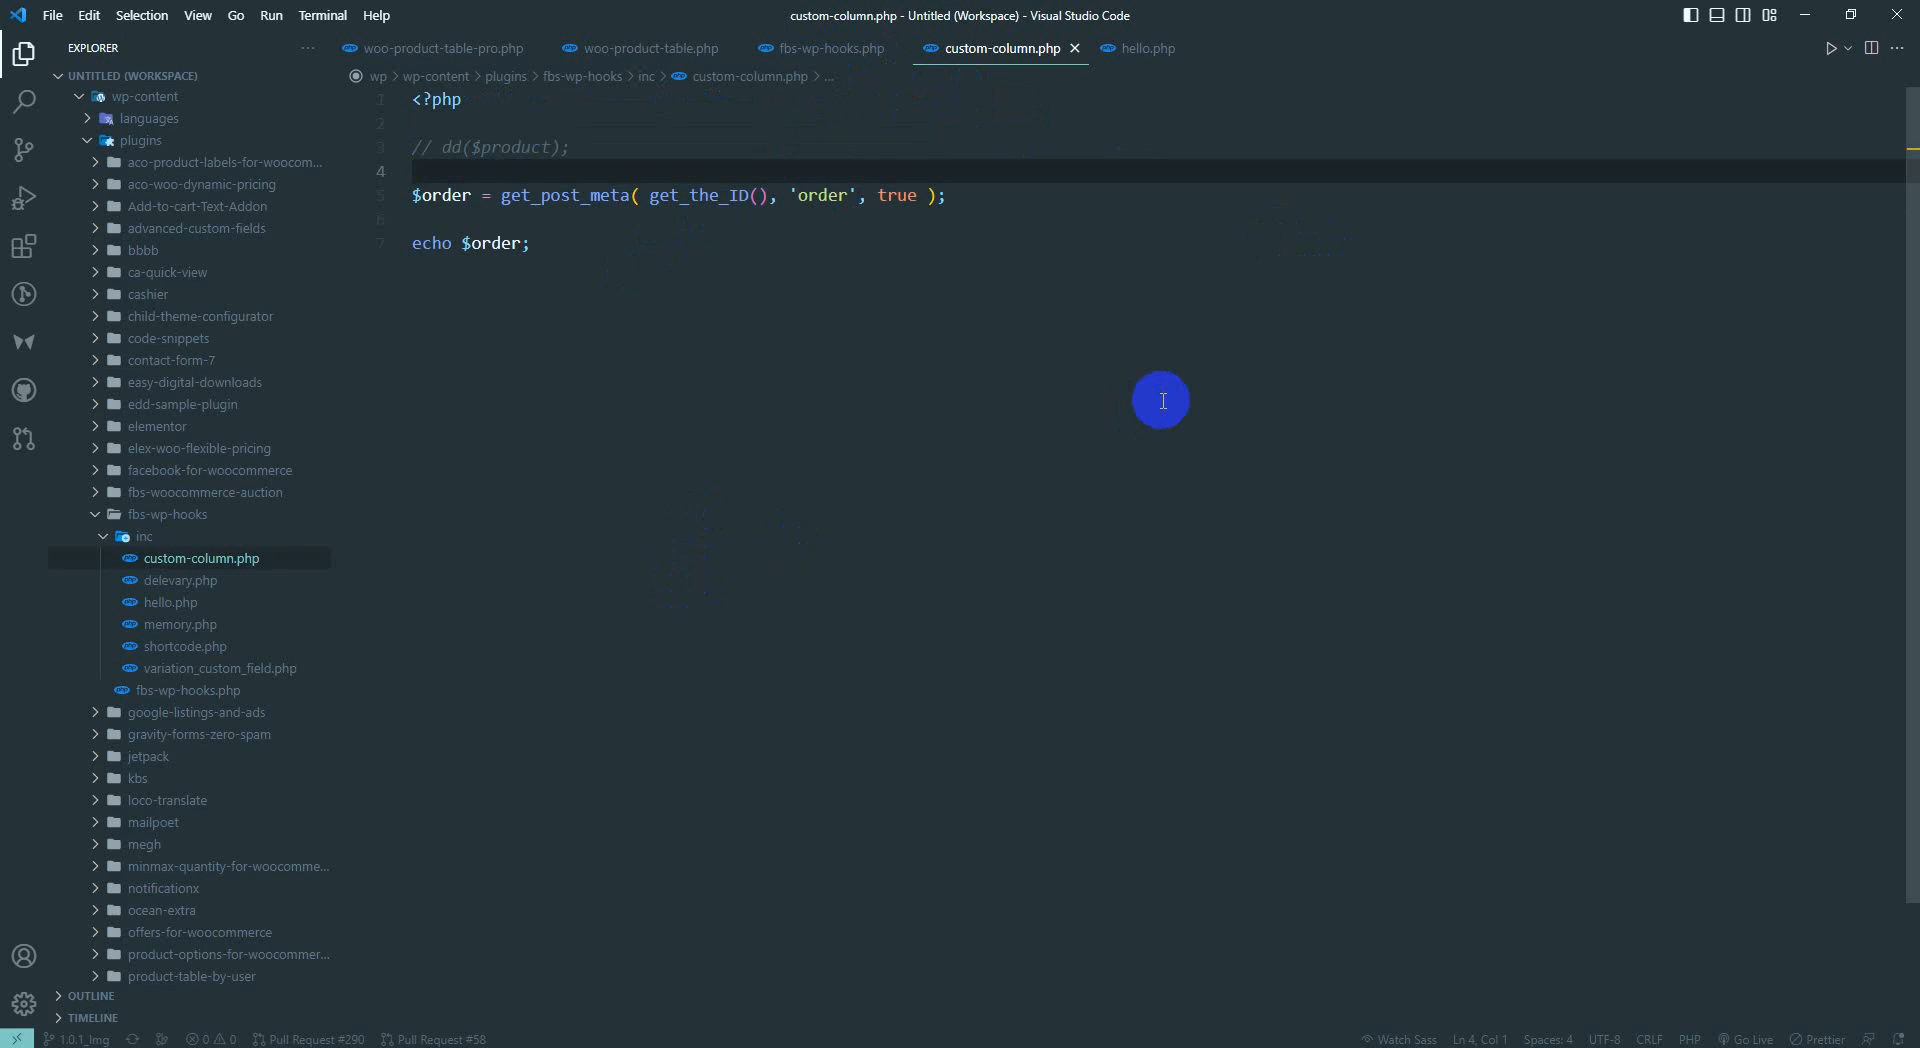 File Edit Selection View Go Run Terminal Help
custom-column.php - Untitled (Workspace) - Visual Studio Code
EXPLORER
woo-product-table-pro.php woo-product-table.php fbs-wp-hooks.php custom-column.php hello.php
UNTITLED (WORKSPACE)
wp > wp-content > plugins > fbs-wp-hooks > inc > custom-column.php > ...
wp-content
languages
plugins
aco-product-labels-for-woocom...
aco-woo-dynamic-pricing
Add-to-cart-Text-Addon
advanced-custom-fields
bbbb
ca-quick-view
cashier
child-theme-configurator
code-snippets
contact-form-7
easy-digital-downloads
edd-sample-plugin
elementor
elex-woo-flexible-pricing
facebook-for-woocommerce
fbs-woocommerce-auction
fbs-wp-hooks
inc
custom-column.php
delevary.php
hello.php
memory.php
shortcode.php
variation_custom_field.php
fbs-wp-hooks.php
google-listings-and-ads
gravity-forms-zero-spam
jetpack
kbs
loco-translate
mailpoet
megh
minmax-quantity-for-woocomme...
notificationx
ocean-extra
offers-for-woocommerce
product-options-for-woocommer...
product-table-by-user
OUTLINE
TIMELINE
1 <?php
2
3 // dd($product);
4
5 $order = get_post_meta( get_the_ID(), 'order', true );
6
7 echo $order;
1.0.1_Img 0 0 Pull Request #290 Pull Request #58
Watch Sass Ln 4, Col 1 Spaces: 4 UTF-8 CRLF PHP Go Live Prettier